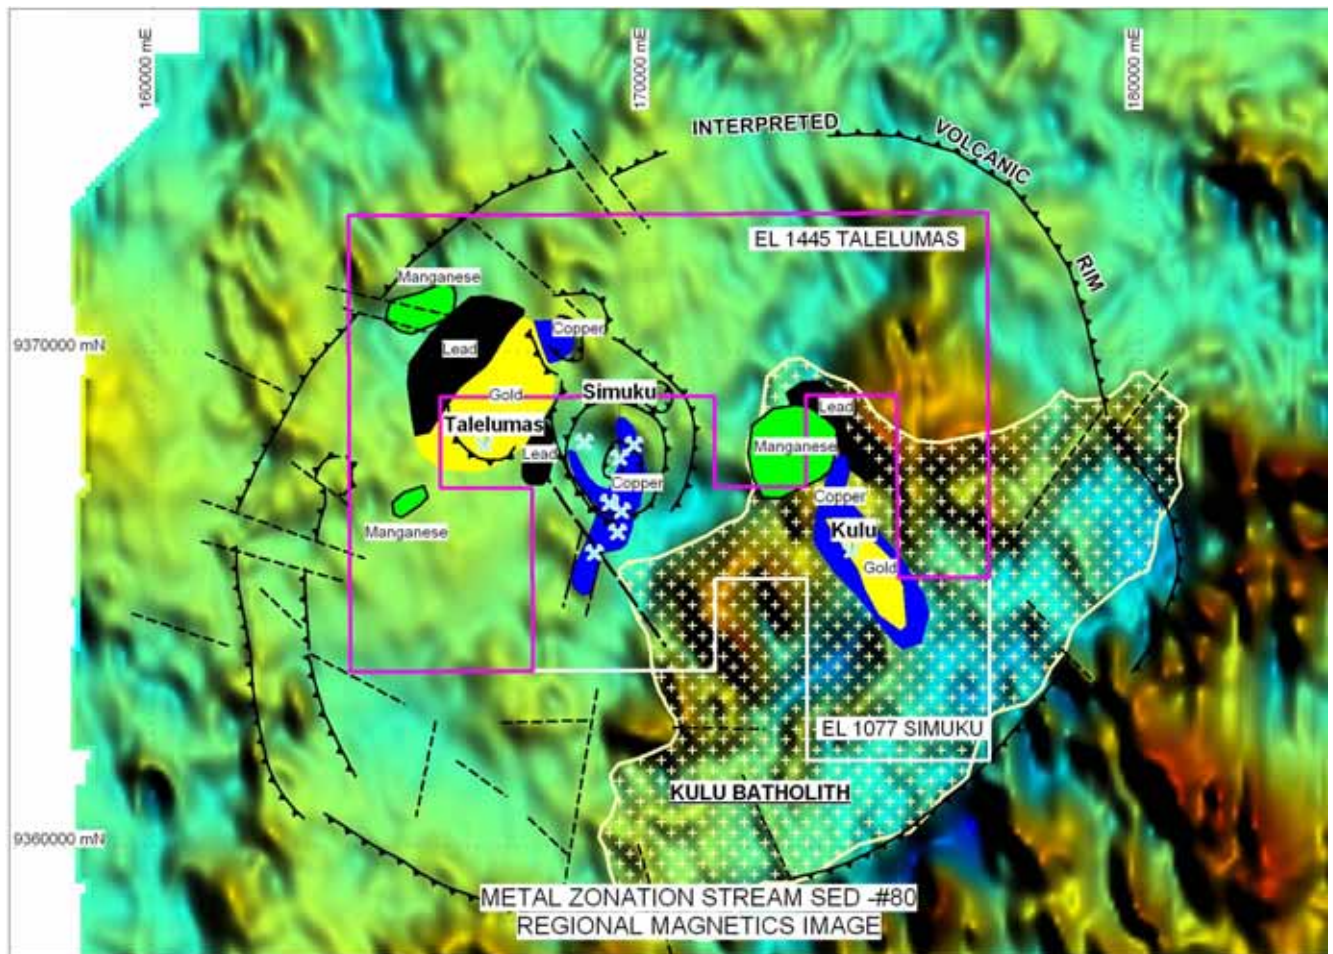 160000 mE
170000 mE
180000 mE
INTERPRETED
VOLCANIC
RIM
EL 1445 TALELUMAS
Manganese
Copper
9370000 mN
Lead
Gold
Simuku
Lead
Talelumas
Manganese
Lead
Copper
Copper
Manganese
Kulu
Gold
EL 1077 SIMUKU
KULU BATHOLITH
9360000 mN
METAL ZONATION STREAM SED -#80
REGIONAL MAGNETICS IMAGE